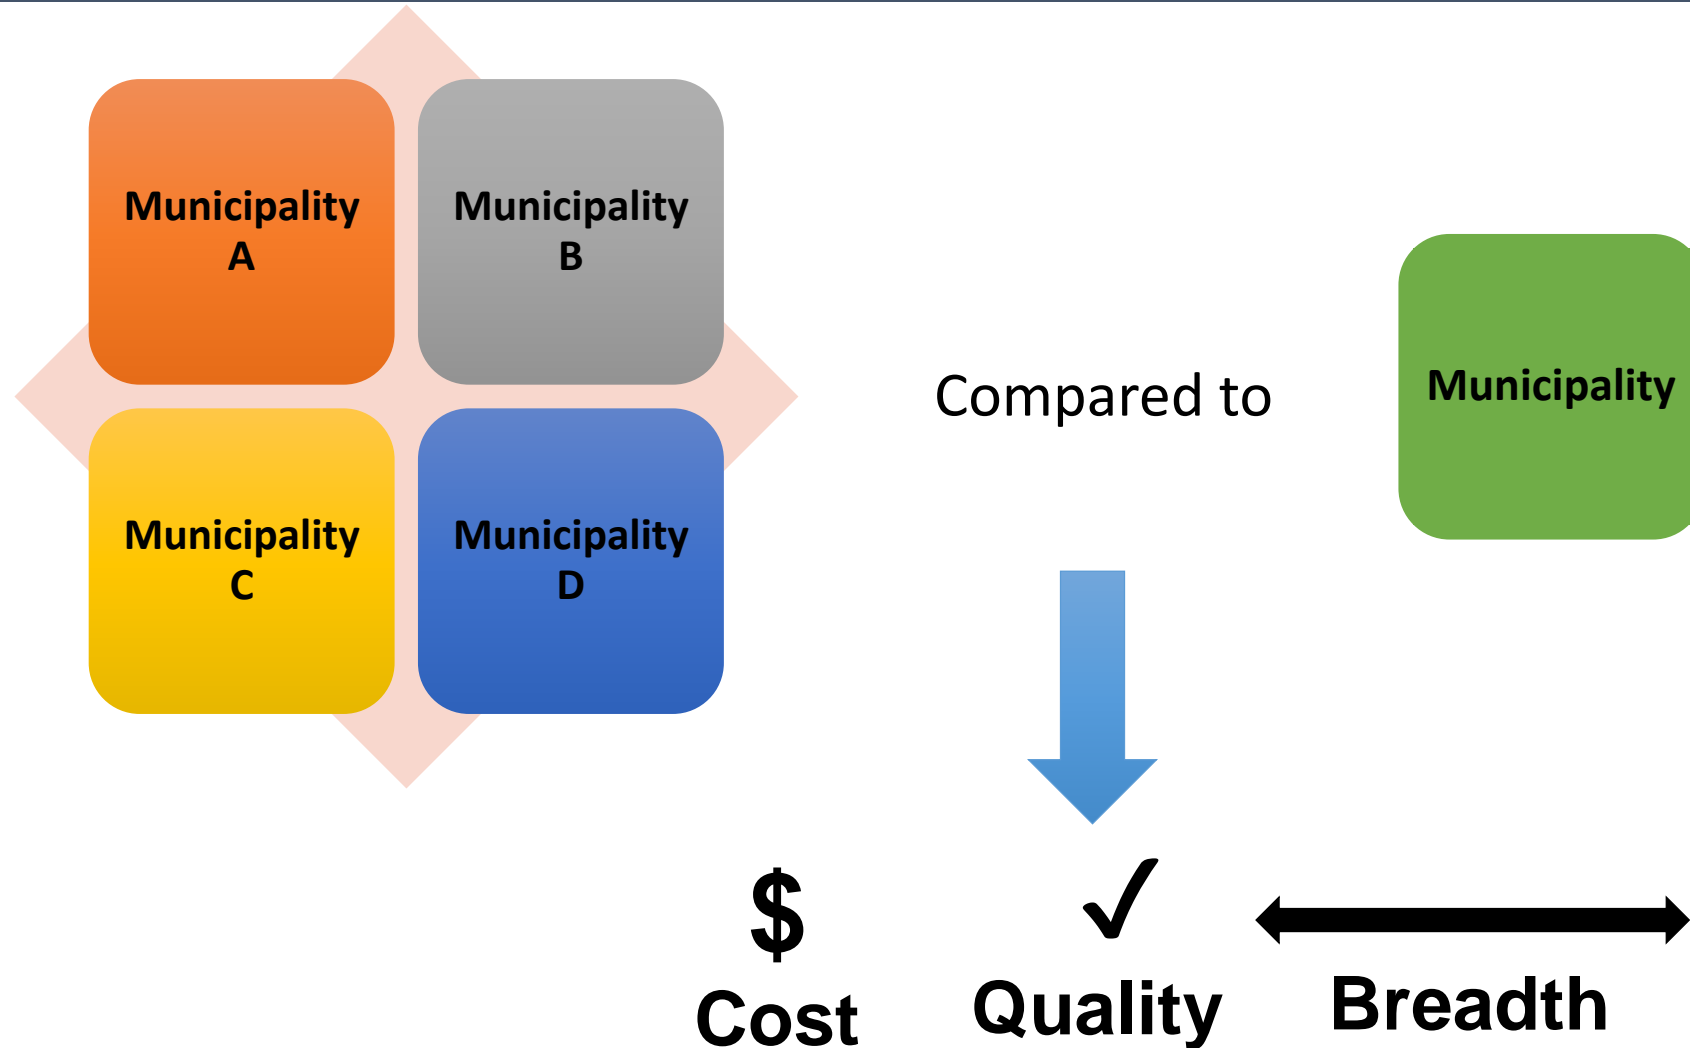 Municipality
A
Municipality
B
Municipality
C
Municipality
D
Compared to
Municipality
$
✓
Cost
Quality
Breadth